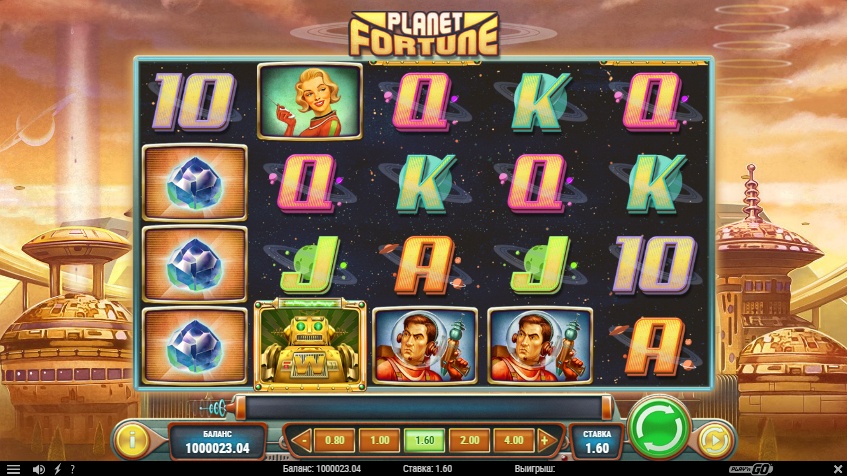 PLANET
FORTUNE
10 Q K Q
Q K Q K
J A J 10
W A
- 0.80 1.00 1.60 2.00 4.00 +
БАЛАНС
1000023.04
СТАВКА
1.60
i
? Баланс: 1000023.04 Ставка: 1.60 Выигрыш: PLAY'N GO